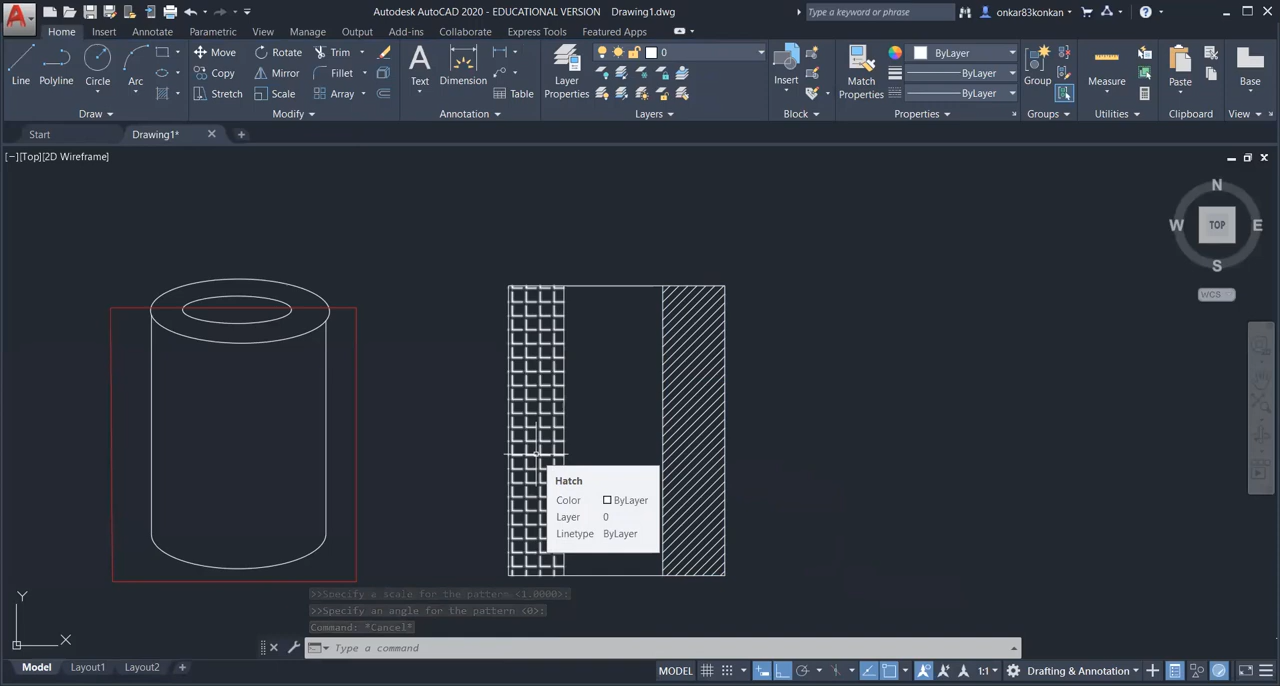 Autodesk AutoCAD 2020 - EDUCATIONAL VERSION Drawing1.dwg
Type a keyword or phrase
onkar83konkan
Home Insert Annotate Parametric View Manage Output Add-ins Collaborate Express Tools Featured Apps
Line Polyline Circle Arc
Move Rotate Trim
Copy Mirror Fillet
Stretch Scale Array
Text Dimension
Table
Layer Properties
0
Insert
Match Properties
ByLayer
ByLayer
ByLayer
Group
Measure
Paste
Base
Draw Modify Annotation Layers Block Properties Groups Utilities Clipboard View
Start Drawing1*
[−][Top][2D Wireframe]
N
W TOP E
S
WCS
Hatch
Color ByLayer
Layer 0
Linetype ByLayer
>>Specify a scale for the pattenm <1.0000>:
>>Specify an angle for the pattern <0>:
Command: *Cancel*
Type a command
Y
X
Model Layout1 Layout2
MODEL 1:1 Drafting & Annotation